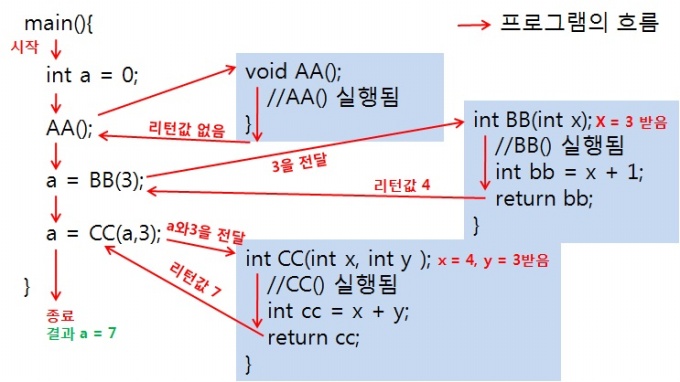 main(){
프로그램의 흐름
시작
int a = 0;
void AA();
//AA() 실행됨
}
AA();
리턴값 없음
int BB(int x); X = 3 받음
//BB() 실행됨
int bb = x + 1;
return bb;
}
3을 전달
a = BB(3);
리턴값 4
a = CC(a,3);
a와3을 전달
int CC(int x, int y ); x = 4, y = 3받음
//CC() 실행됨
int cc = x + y;
return cc;
}
리턴값 7
}
종료
결과 a = 7